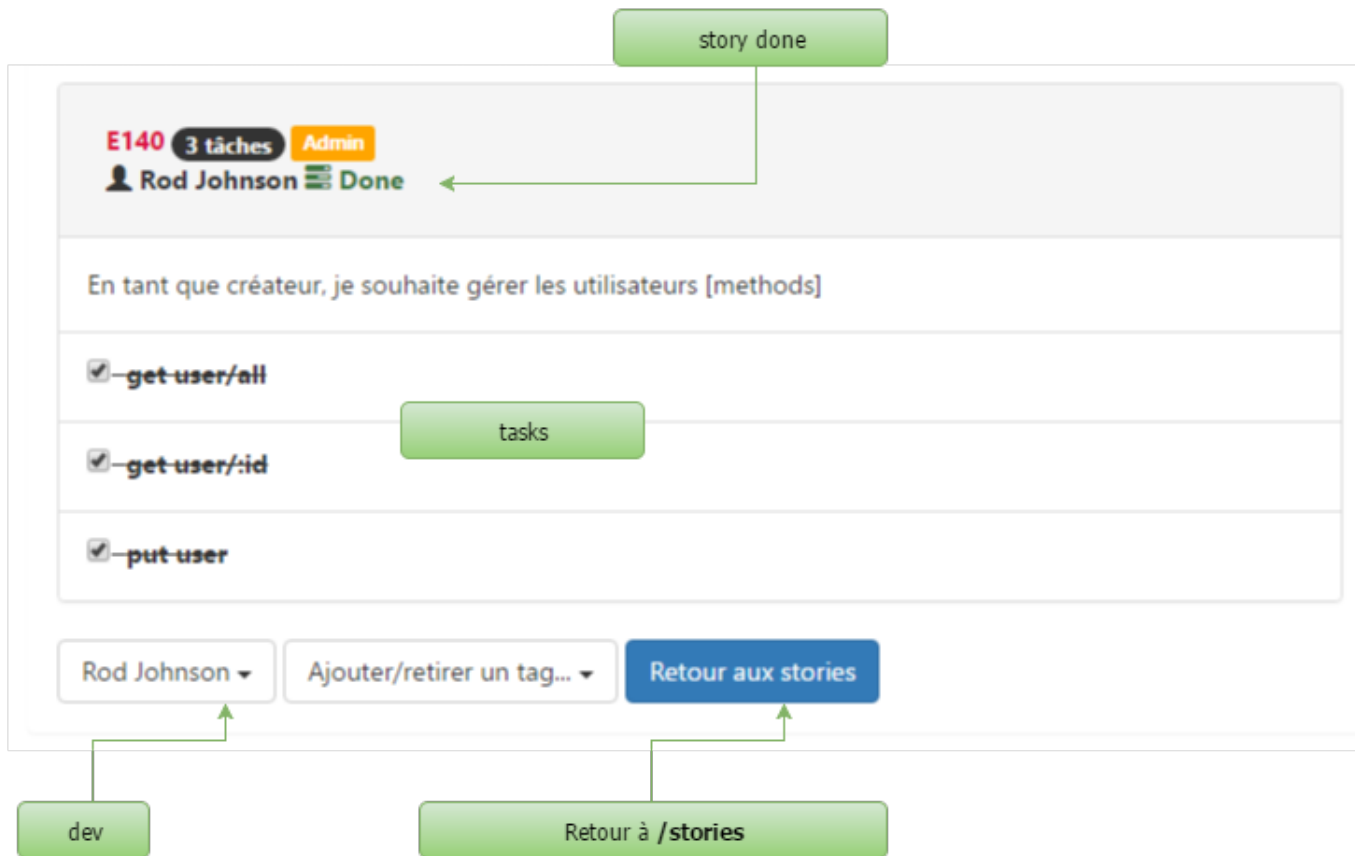 story done
E140 3 tâches Admin
Rod Johnson Done
En tant que créateur, je souhaite gérer les utilisateurs [methods]
get user/all
tasks
get user/:id
put user
Rod Johnson Ajouter/retirer un tag... Retour aux stories
dev Retour à /stories